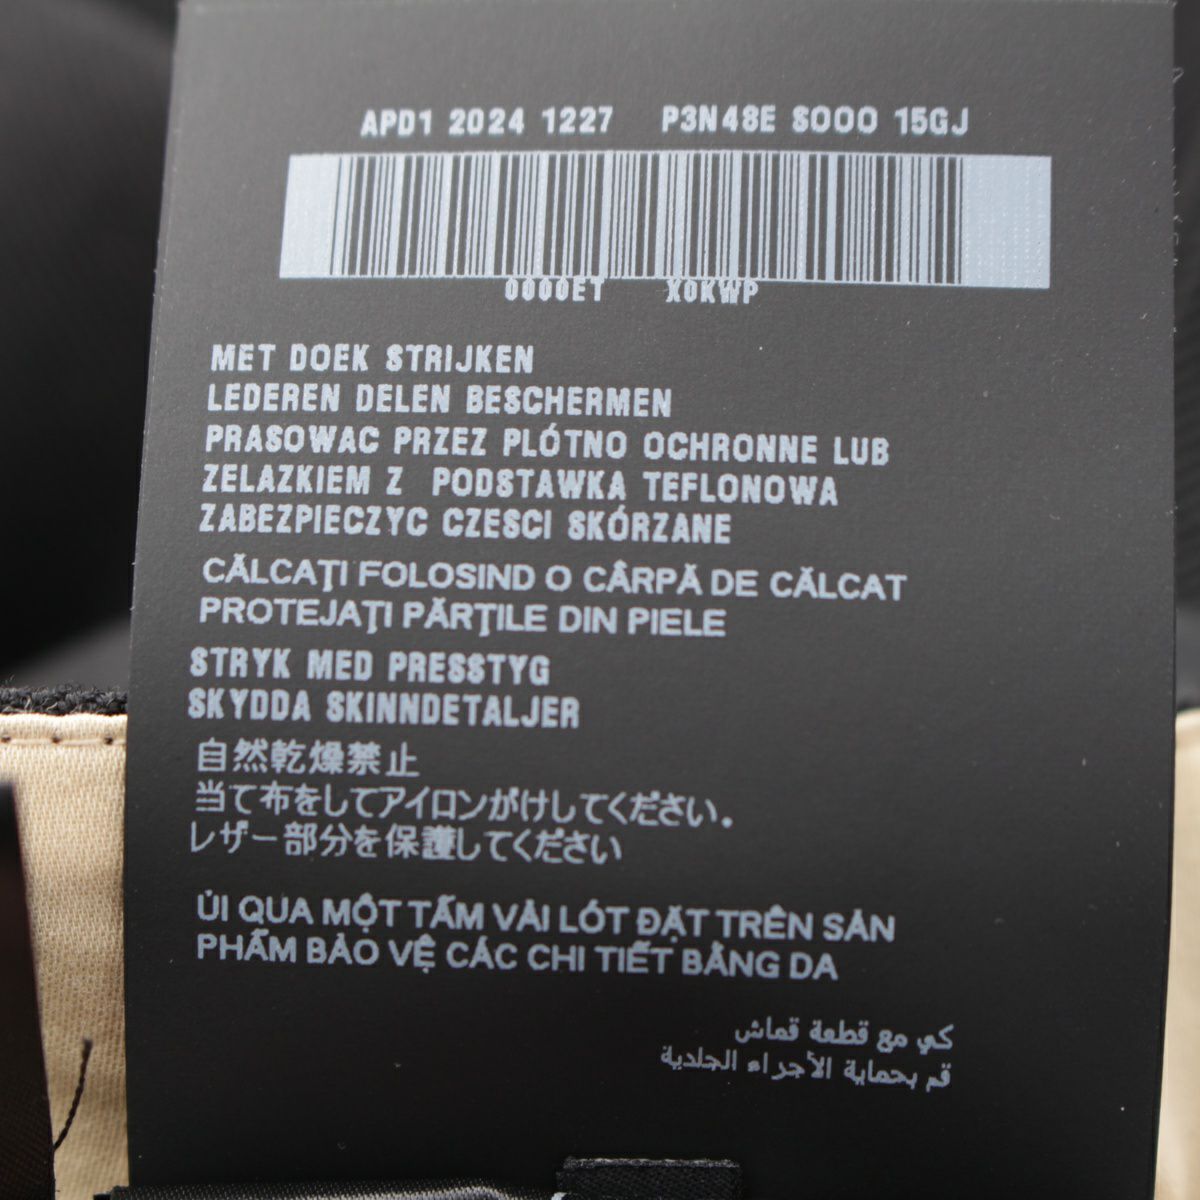 APD1 2024 1227 P3N48E S000 15GJ
0000ET X0KWP
MET DOEK STRIJKEN
LEDEREN DELEN BESCHERMEN
PRASOWAC PRZEZ PLÓTNO OCHRONNE LUB
ZELAZKIEM Z PODSTAWKA TEFLONOWA
ZABEZPIECZYC CZESCI SKÓRZANE
CĂLCAŢI FOLOSIND O CÂRPĂ DE CĂLCAT
PROTEJAŢI PĂRŢILE DIN PIELE
STRYK MED PRESSTYG
SKYDDA SKINNDETALJER
自然乾燥禁止
当て布をしてアイロンがけしてください。
レザー部分を保護してください
ỦI QUA MỘT TẤM VẢI LÓT ĐẶT TRÊN SẢN
PHẨM BẢO VỆ CÁC CHI TIẾT BẰNG DA
كي مع قطعة قماش
قم بحماية الأجراء الجلدية